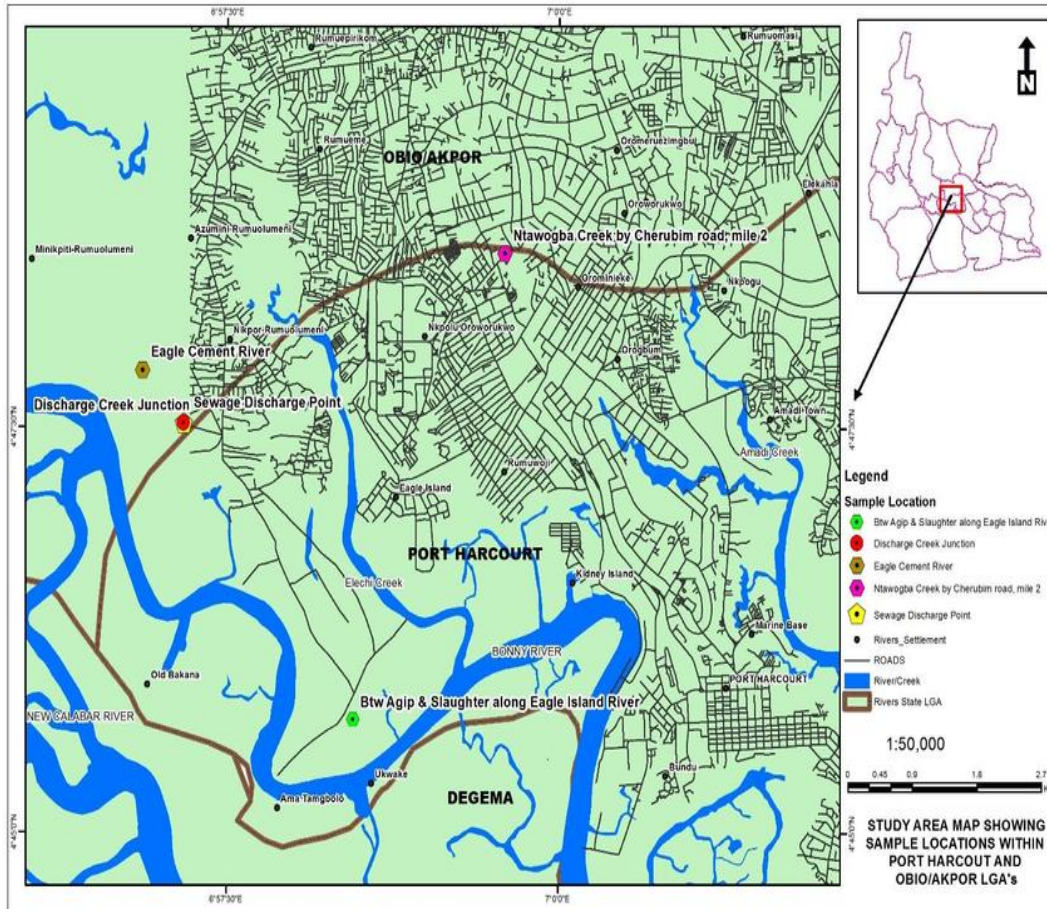 6°57'30"E
7°0'0"E
N
Rumuepirikom
Rumuomasi
Rumueme
OBIO/AKPOR
Oromeruezimgbu
Elekahia
Oroworukwo
Azumini-Rumuolumeni
Minikpiti-Rumuolumeni
Ntawogba Creek by Cherubim road, mile 2
Orominieke
Nkpogu
Nkpor-Rumuolumeni
Nkpolu Oroworukwo
Orogbum
Eagle Cement River
Discharge Creek Junction
Sewage Discharge Point
4°47'30"N
4°47'30"N
Amadi Town
Amadi Creek
Rumuwoji
Eagle Island
PORT HARCOURT
Elechi Creek
Kidney Island
Marine Base
BONNY RIVER
Old Bakana
PORT HARCOURT
NEW CALABAR RIVER
Btw Agip & Slaughter along Eagle Island River
Ukwake
Bundu
Ama-Tamgbolo
DEGEMA
4°45'0"N
4°45'0"N
6°57'30"E
7°0'0"E
Legend
Sample Location
Btw Agip & Slaughter along Eagle Island Rive
Discharge Creek Junction
Eagle Cement River
Ntawogba Creek by Cherubim road, mile 2
Sewage Discharge Point
Rivers_Settlement
ROADS
River/Creek
Rivers State LGA
1:50,000
0 0.45 0.9 1.8 2.7
STUDY AREA MAP SHOWING
SAMPLE LOCATIONS WITHIN
PORT HARCOUT AND
OBIO/AKPOR LGA's